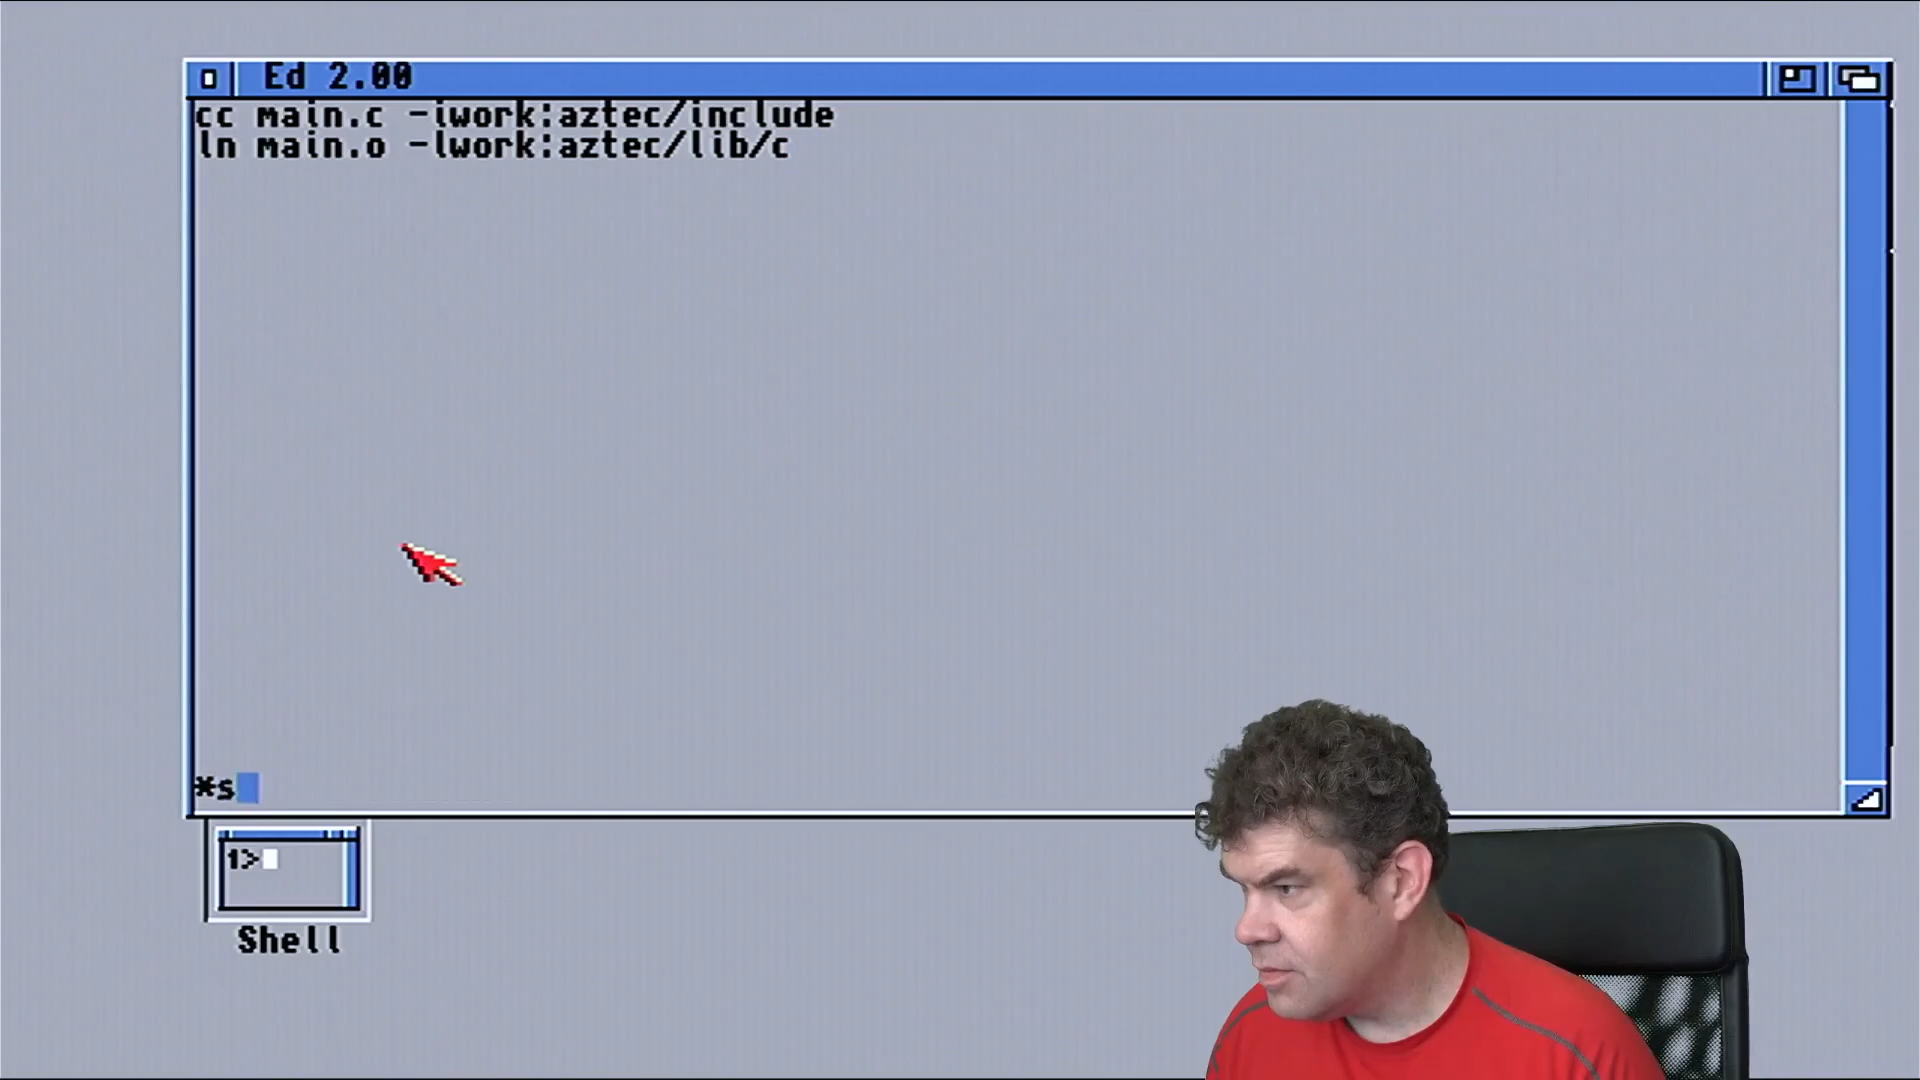 Ed 2.00
cc main.c -iwork:aztec/include
ln main.o -lwork:aztec/lib/c
*s
1>
Shell